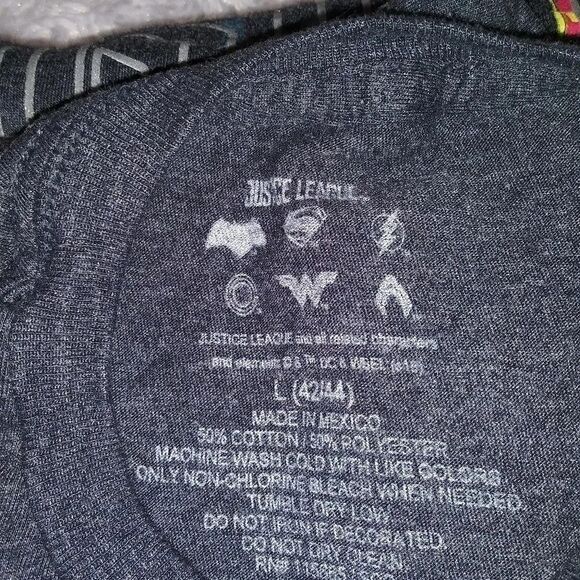 JUSTICE LEAGUE
JUSTICE LEAGUE and all related characters
and elements © & ™ DC & WBEI. (s16)
L (42/44)
MADE IN MEXICO
50% COTTON / 50% POLYESTER
MACHINE WASH COLD WITH LIKE COLORS.
ONLY NON-CHLORINE BLEACH WHEN NEEDED.
TUMBLE DRY LOW.
DO NOT IRON IF DECORATED.
DO NOT DRY CLEAN.
RN#